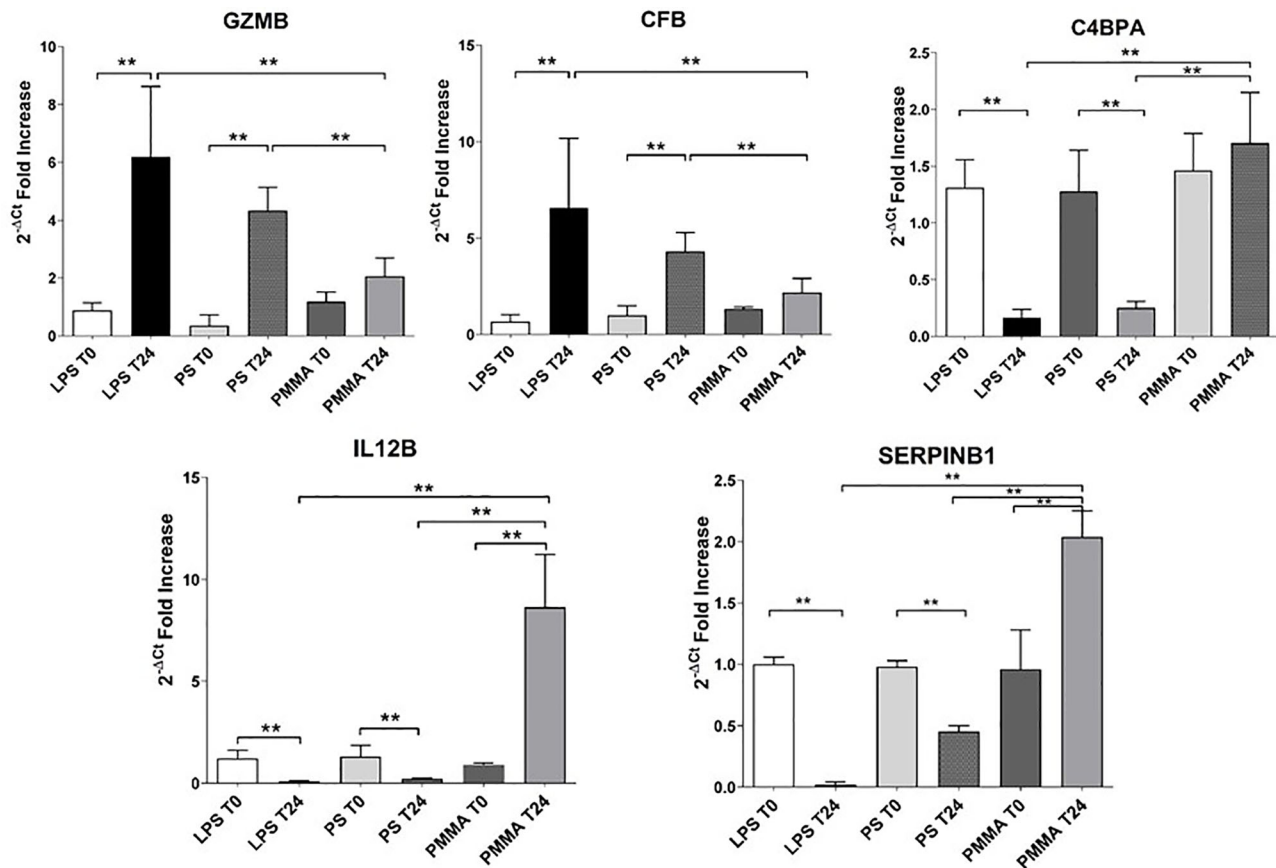 GZMB
2^-ΔCt Fold Increase
10
8
6
4
2
0
**
**
**
**
LPS T0
LPS T24
PS T0
PS T24
PMMA T0
PMMA T24
CFB
2^-ΔCt Fold Increase
15
10
5
0
**
**
**
**
LPS T0
LPS T24
PS T0
PS T24
PMMA T0
PMMA T24
C4BPA
2^-ΔCt Fold Increase
2.5
2.0
1.5
1.0
0.5
0.0
**
**
**
**
LPS T0
LPS T24
PS T0
PS T24
PMMA T0
PMMA T24
IL12B
2^-ΔCt Fold Increase
15
10
5
0
**
**
**
**
**
LPS T0
LPS T24
PS T0
PS T24
PMMA T0
PMMA T24
SERPINB1
2^-ΔCt Fold Increase
2.5
2.0
1.5
1.0
0.5
0.0
**
**
**
**
**
LPS T0
LPS T24
PS T0
PS T24
PMMA T0
PMMA T24